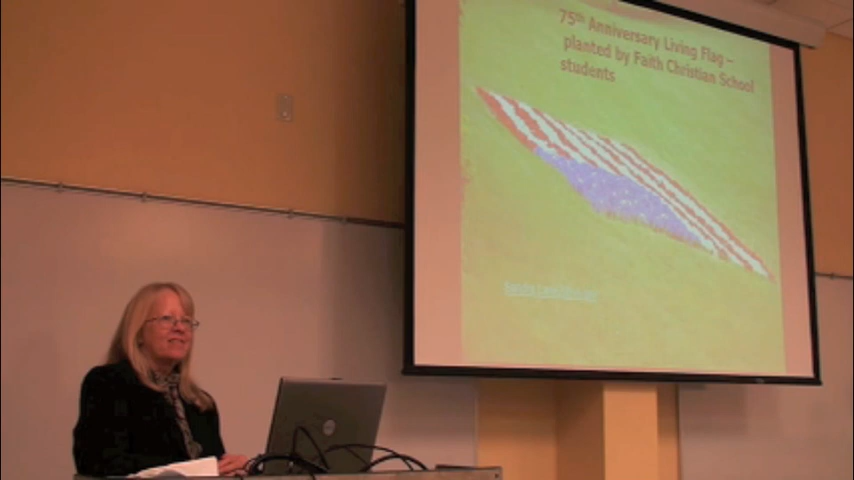 75th Anniversary Living Flag –
planted by Faith Christian School
students